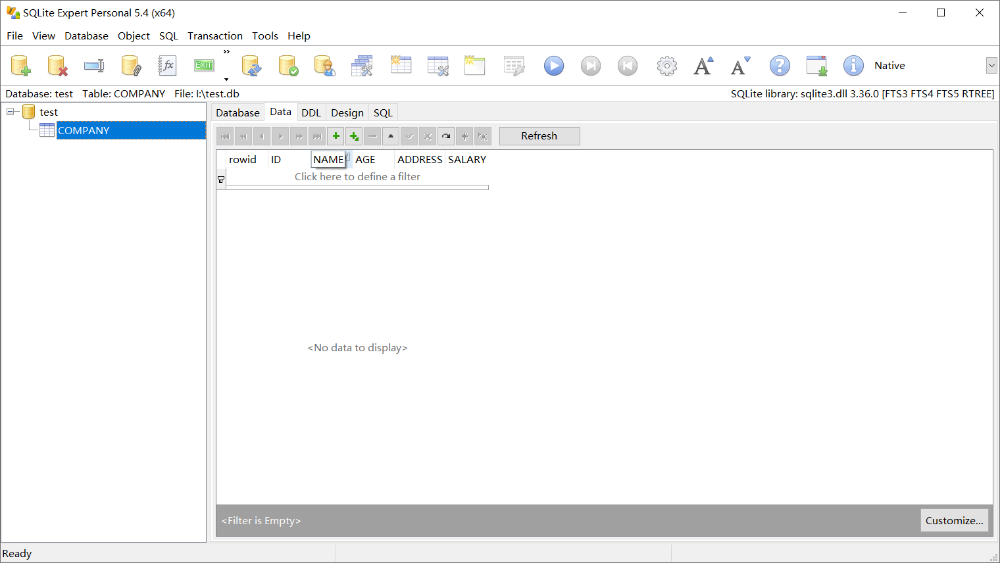 SQLite Expert Personal 5.4 (x64)
File View Database Object SQL Transaction Tools Help
fx EXIT A A ? i Native
Database: test Table: COMPANY File: I:\test.db SQLite library: sqlite3.dll 3.36.0 [FTS3 FTS4 FTS5 RTREE]
test
COMPANY
Database Data DDL Design SQL
Refresh
rowid ID NAME AGE ADDRESS SALARY
Click here to define a filter
<No data to display>
<Filter is Empty> Customize...
Ready